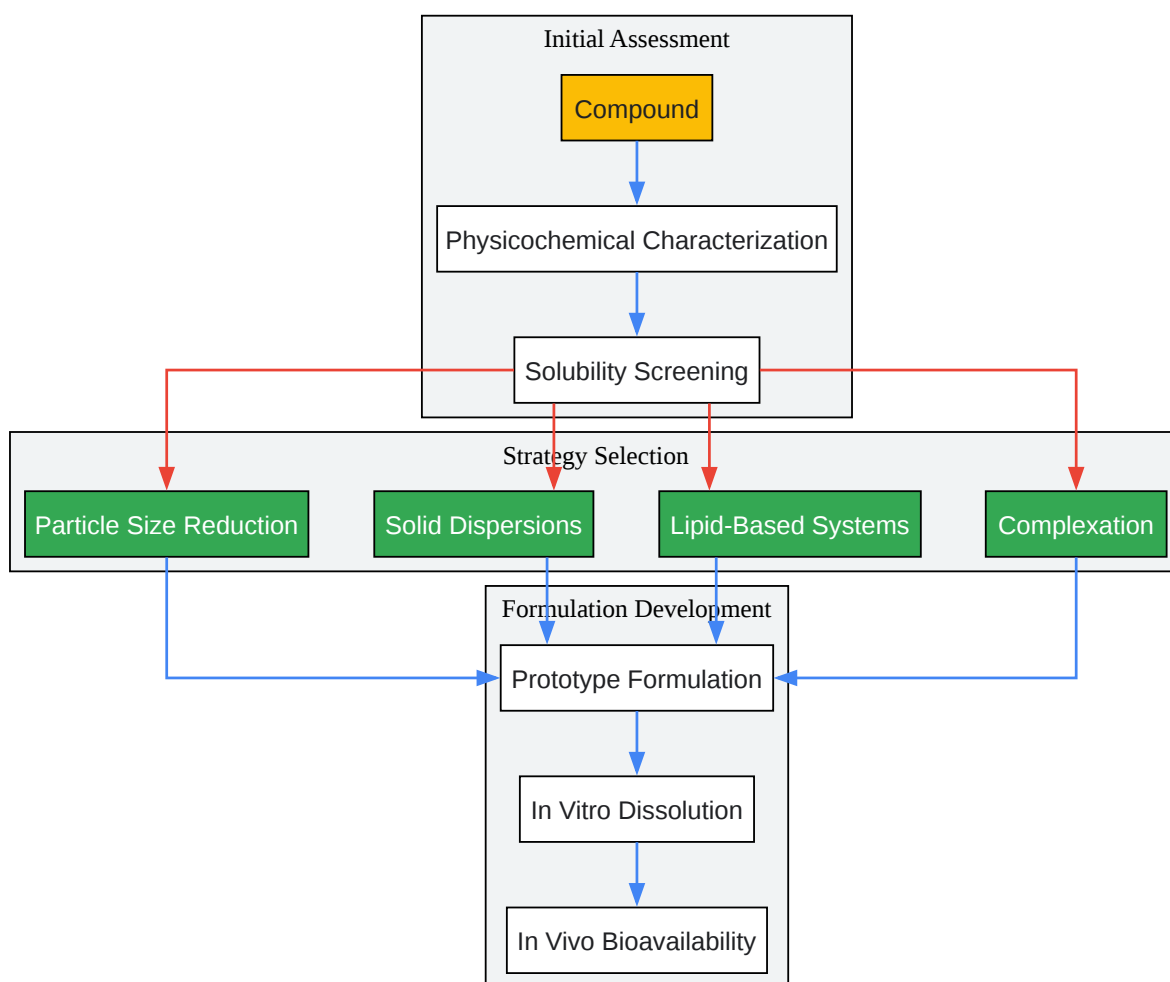 Initial Assessment
Compound
Physicochemical Characterization
Solubility Screening
Strategy Selection
Particle Size Reduction
Solid Dispersions
Lipid-Based Systems
Complexation
Formulation Development
Prototype Formulation
In Vitro Dissolution
In Vivo Bioavailability